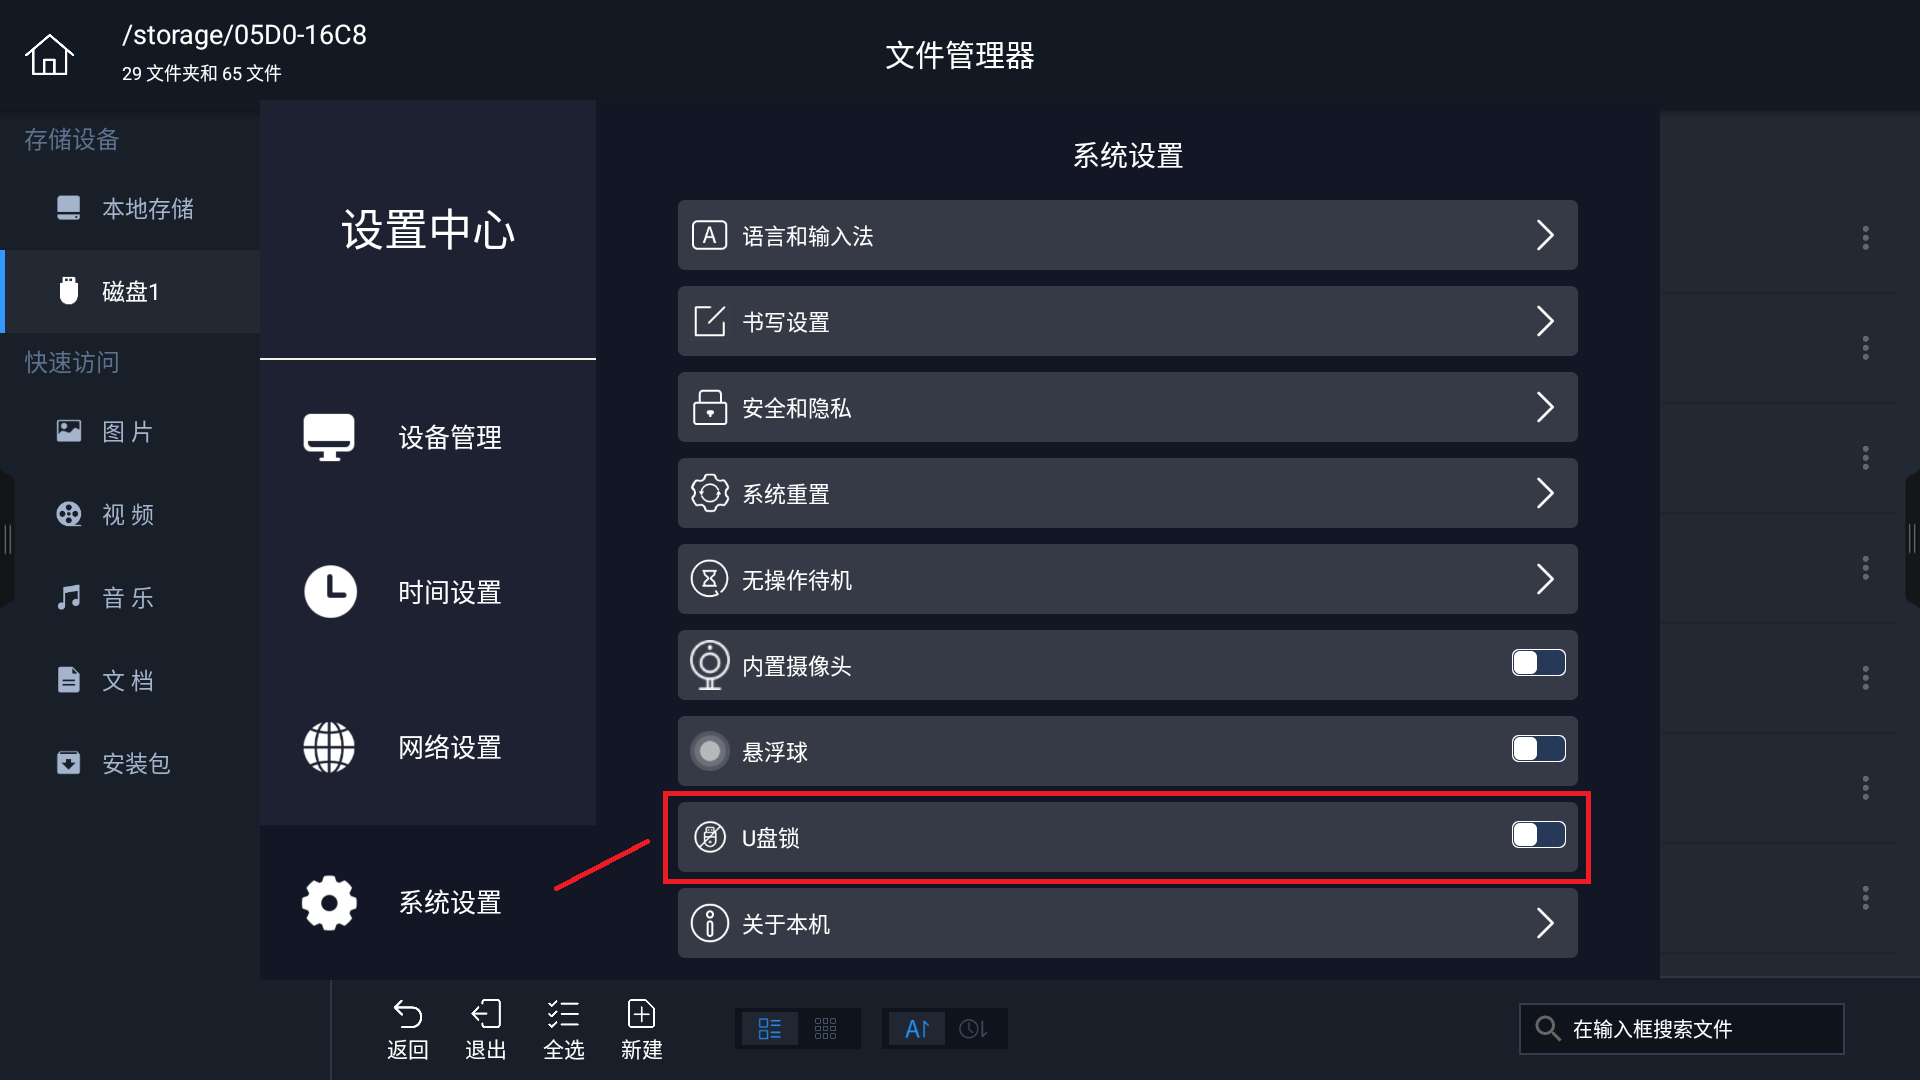 /storage/05D0-16C8
29 文件夹和 65 文件
文件管理器
存储设备
本地存储
磁盘1
快速访问
图 片
视 频
音 乐
文 档
安装包
设置中心
设备管理
时间设置
网络设置
系统设置
系统设置
A 语言和输入法
书写设置
安全和隐私
系统重置
无操作待机
内置摄像头
悬浮球
U盘锁
关于本机
返回
退出
全选
新建
A
在输入框搜索文件